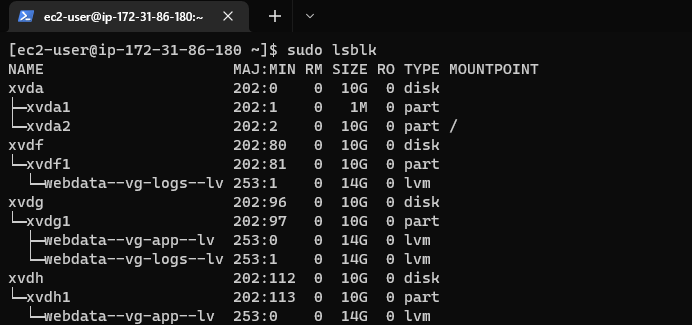 ec2-user@ip-172-31-86-180:~
[ec2-user@ip-172-31-86-180 ~]$ sudo lsblk
NAME                     MAJ:MIN RM SIZE RO TYPE MOUNTPOINT
xvda                     202:0    0  10G  0 disk
├─xvda1                  202:1    0   1M  0 part
└─xvda2                  202:2    0  10G  0 part /
xvdf                     202:80   0  10G  0 disk
└─xvdf1                  202:81   0  10G  0 part
  └─webdata--vg-logs--lv 253:1    0  14G  0 lvm
xvdg                     202:96   0  10G  0 disk
└─xvdg1                  202:97   0  10G  0 part
  ├─webdata--vg-app--lv  253:0    0  14G  0 lvm
  └─webdata--vg-logs--lv 253:1    0  14G  0 lvm
xvdh                     202:112  0  10G  0 disk
└─xvdh1                  202:113  0  10G  0 part
  └─webdata--vg-app--lv  253:0    0  14G  0 lvm